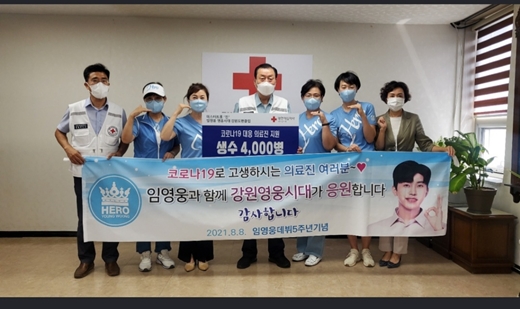 코로나19 대응 의료진 지원
생수 4,000병
코로나19로 고생하시는 의료진 여러분~♥
임영웅과 함께 강원영웅시대가 응원합니다
감사합니다
2021.8.8. 임영웅데뷔5주년기념
HERO